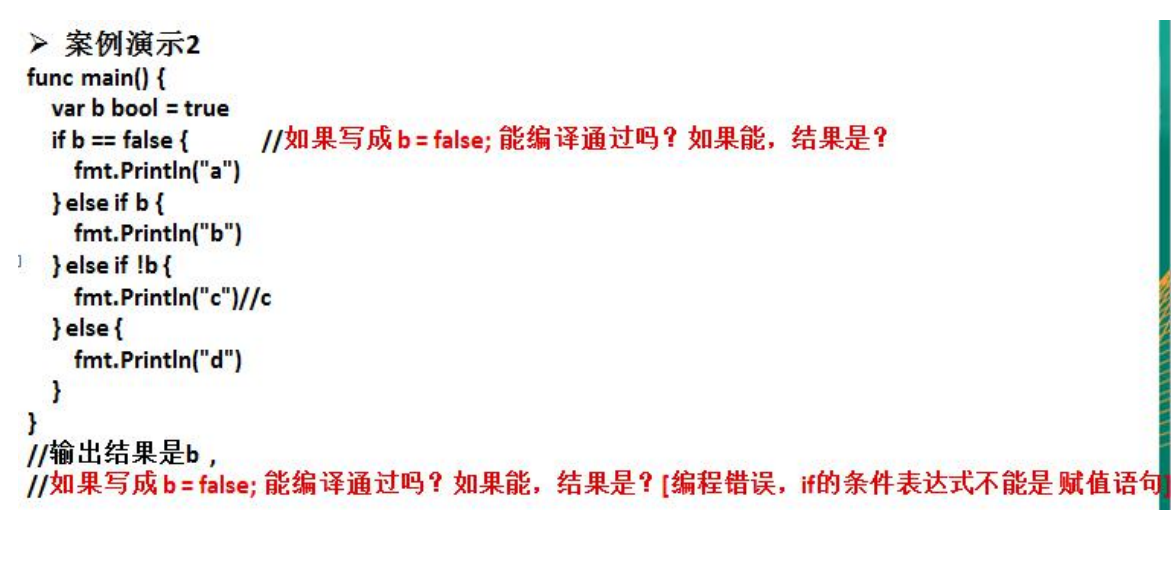 ➢ 案例演示2
func main() {
var b bool = true
if b == false { //如果写成 b = false; 能编译通过吗？如果能，结果是？
fmt.Println("a")
} else if b {
fmt.Println("b")
} else if !b {
fmt.Println("c")//c
} else {
fmt.Println("d")
}
}
//输出结果是b ,
//如果写成 b = false; 能编译通过吗？如果能，结果是？[编程错误，if的条件表达式不能是 赋值语句]